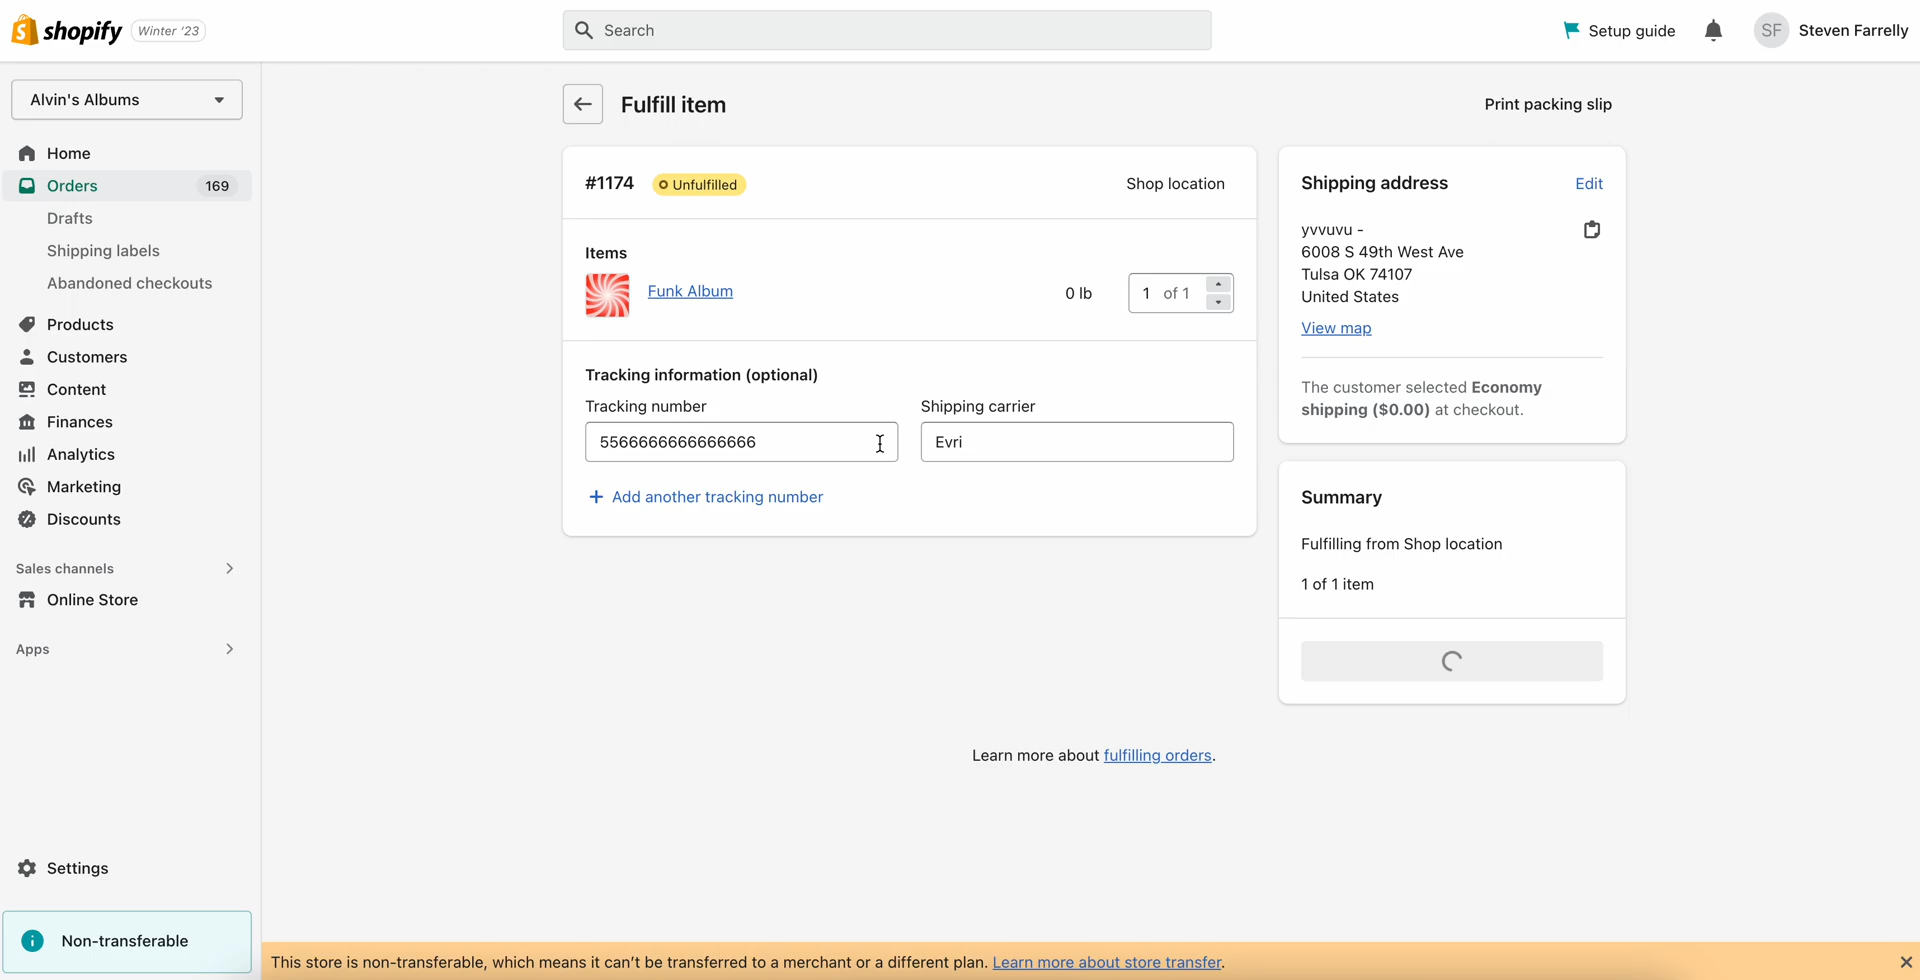 shopify Winter '23
Search
Setup guide
SF Steven Farrelly
Alvin's Albums
Home
Orders 169
Drafts
Shipping labels
Abandoned checkouts
Products
Customers
Content
Finances
Analytics
Marketing
Discounts
Sales channels
Online Store
Apps
Settings
Non-transferable
Fulfill item
Print packing slip
#1174 Unfulfilled Shop location
Items
Funk Album 0 lb 1 of 1
Tracking information (optional)
Tracking number Shipping carrier
5566666666666666 Evri
+ Add another tracking number
Shipping address Edit
yvvuvu -
6008 S 49th West Ave
Tulsa OK 74107
United States
View map
The customer selected Economy
shipping ($0.00) at checkout.
Summary
Fulfilling from Shop location
1 of 1 item
Learn more about fulfilling orders.
This store is non-transferable, which means it can't be transferred to a merchant or a different plan. Learn more about store transfer.